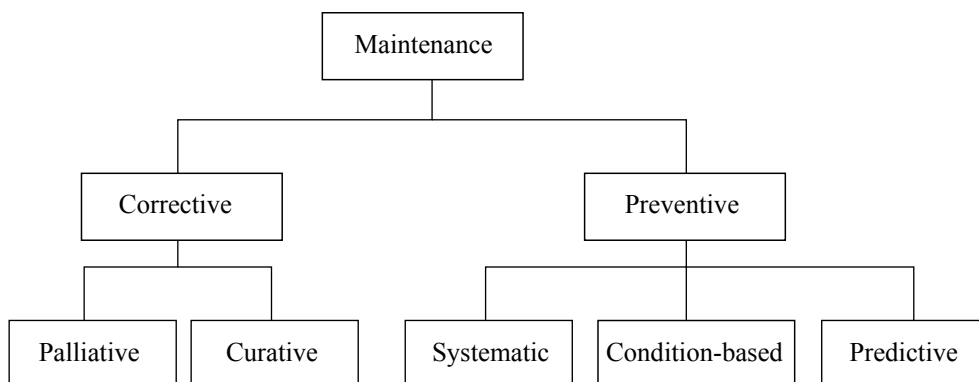 Maintenance
Corrective
Preventive
Palliative
Curative
Systematic
Condition-based
Predictive